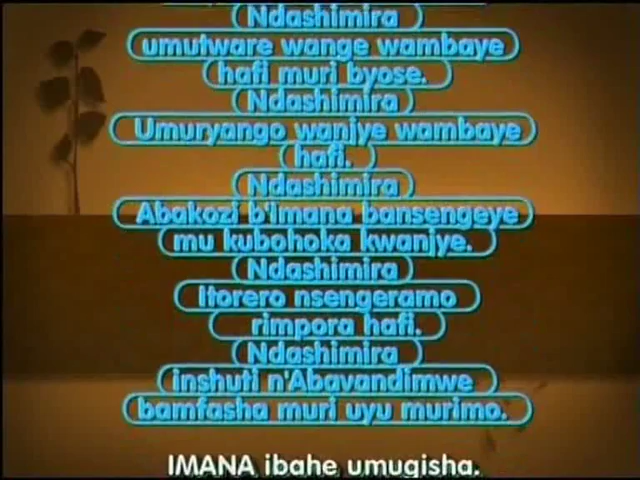 Ndashimira
umutware wange wambaye
hafi muri byose.
Ndashimira
Umuryango wanjye wambaye
hafi.
Ndashimira
Abakozi b'Imana bansengeye
mu kubohoka kwanjye.
Ndashimira
Itorero nsengeramo
rimpora hafi.
Ndashimira
inshuti n'Abavandimwe
bamfasha muri uyu murimo.
IMANA ibahe umugisha.